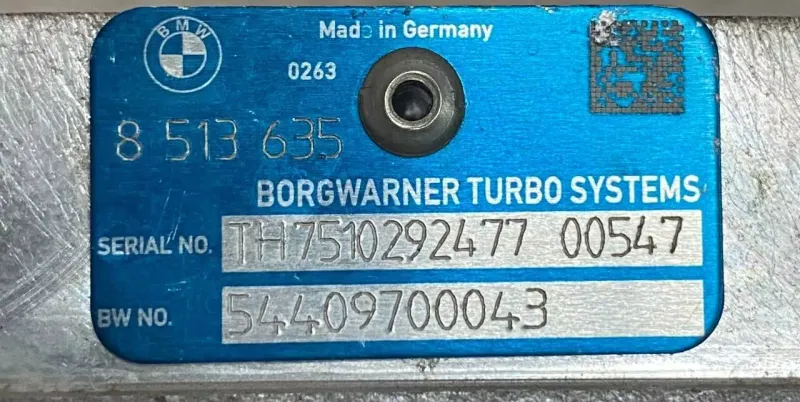 BMW
Made in Germany
0263
8 513 635
BORGWARNER TURBO SYSTEMS
SERIAL NO. TH7510292477 00547
BW NO. 54409700043